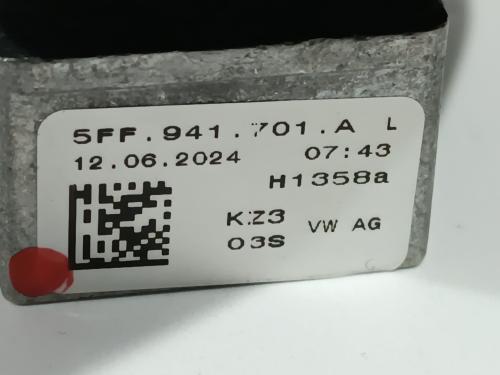 5FF.941.701.A L
12.06.2024 07:43
H1358a
KZ3
03S VW AG